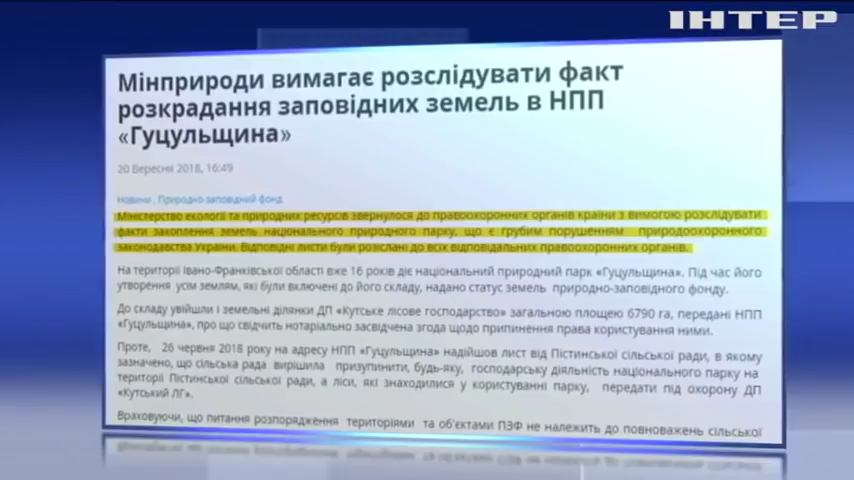 ІНТЕР
Мінприроди вимагає розслідувати факт
розкрадання заповідних земель в НПП
«Гуцульщина»
20 Вересня 2018, 16:49
Новини, Природно-заповідний фонд
Міністерство екології та природних ресурсів звернулося до правоохоронних органів країни з вимогою розслідувати
факти захоплення земель національного природного парку, що є грубим порушенням природоохоронного
законодавства України. Відповідні листи були розіслані до всіх відповідальних правоохоронних органів.
На території Івано-Франківської області вже 16 років діє національний природний парк «Гуцульщина». Під час його
утворення усім землям, які були включені до його складу, надано статус земель природно-заповідного фонду.
До складу увійшли і земельні ділянки ДП «Кутське лісове господарство» загальною площею 6790 га, передані НПП
«Гуцульщина», про що свідчить нотаріально засвідчена згода щодо припинення права користування ними.
Проте, 26 червня 2018 року на адресу НПП «Гуцульщина» надійшов лист від Пістинської сільської ради, в якому
зазначено, що сільська рада вирішила призупинити, будь-яку, господарську діяльність національного парку на
території Пістинської сільської ради, а ліси, які знаходилися у користуванні парку, передати під охорону ДП
«Кутський ЛГ».
Враховуючи, що питання розпорядження територіями та об'єктами ПЗФ не належить до повноважень сільської